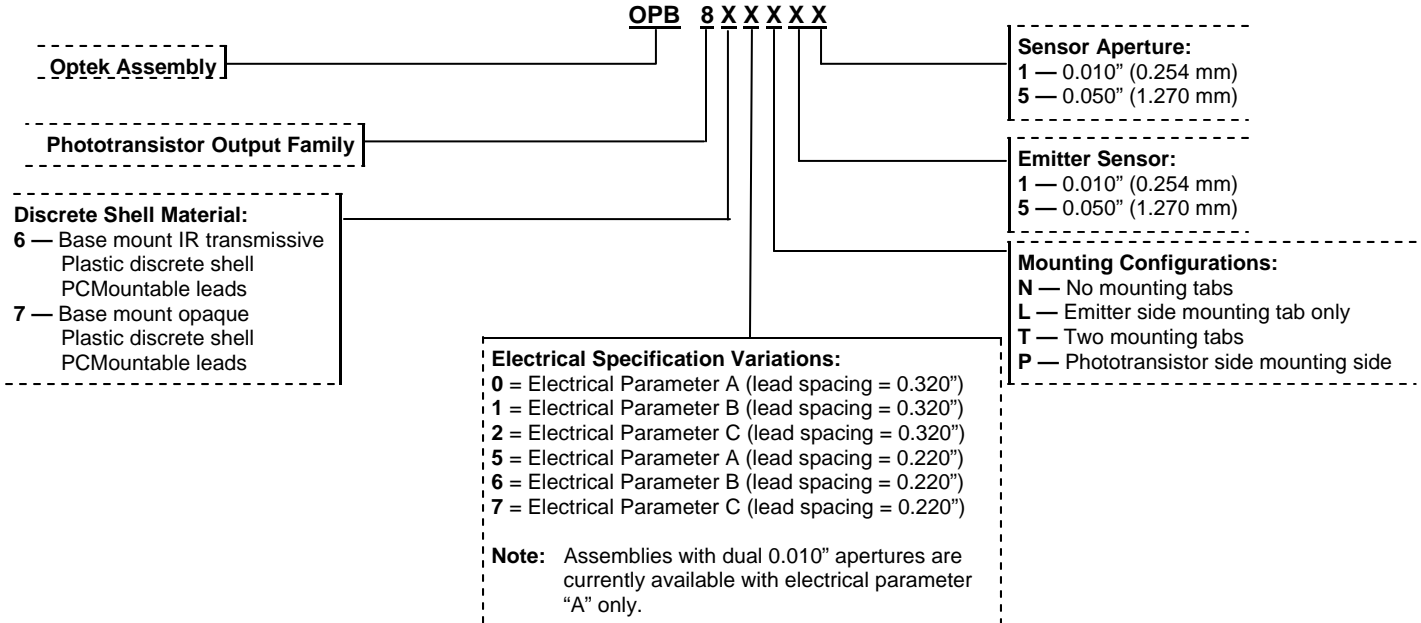 OPB 8 X X X X X
Optek Assembly
Phototransistor Output Family
Discrete Shell Material:
6 — Base mount IR transmissive
Plastic discrete shell
PCMountable leads
7 — Base mount opaque
Plastic discrete shell
PCMountable leads
Electrical Specification Variations:
0 = Electrical Parameter A (lead spacing = 0.320”)
1 = Electrical Parameter B (lead spacing = 0.320”)
2 = Electrical Parameter C (lead spacing = 0.320”)
5 = Electrical Parameter A (lead spacing = 0.220”)
6 = Electrical Parameter B (lead spacing = 0.220”)
7 = Electrical Parameter C (lead spacing = 0.220”)
Note: Assemblies with dual 0.010” apertures are
currently available with electrical parameter
“A” only.
Sensor Aperture:
1 — 0.010” (0.254 mm)
5 — 0.050” (1.270 mm)
Emitter Sensor:
1 — 0.010” (0.254 mm)
5 — 0.050” (1.270 mm)
Mounting Configurations:
N — No mounting tabs
L — Emitter side mounting tab only
T — Two mounting tabs
P — Phototransistor side mounting side